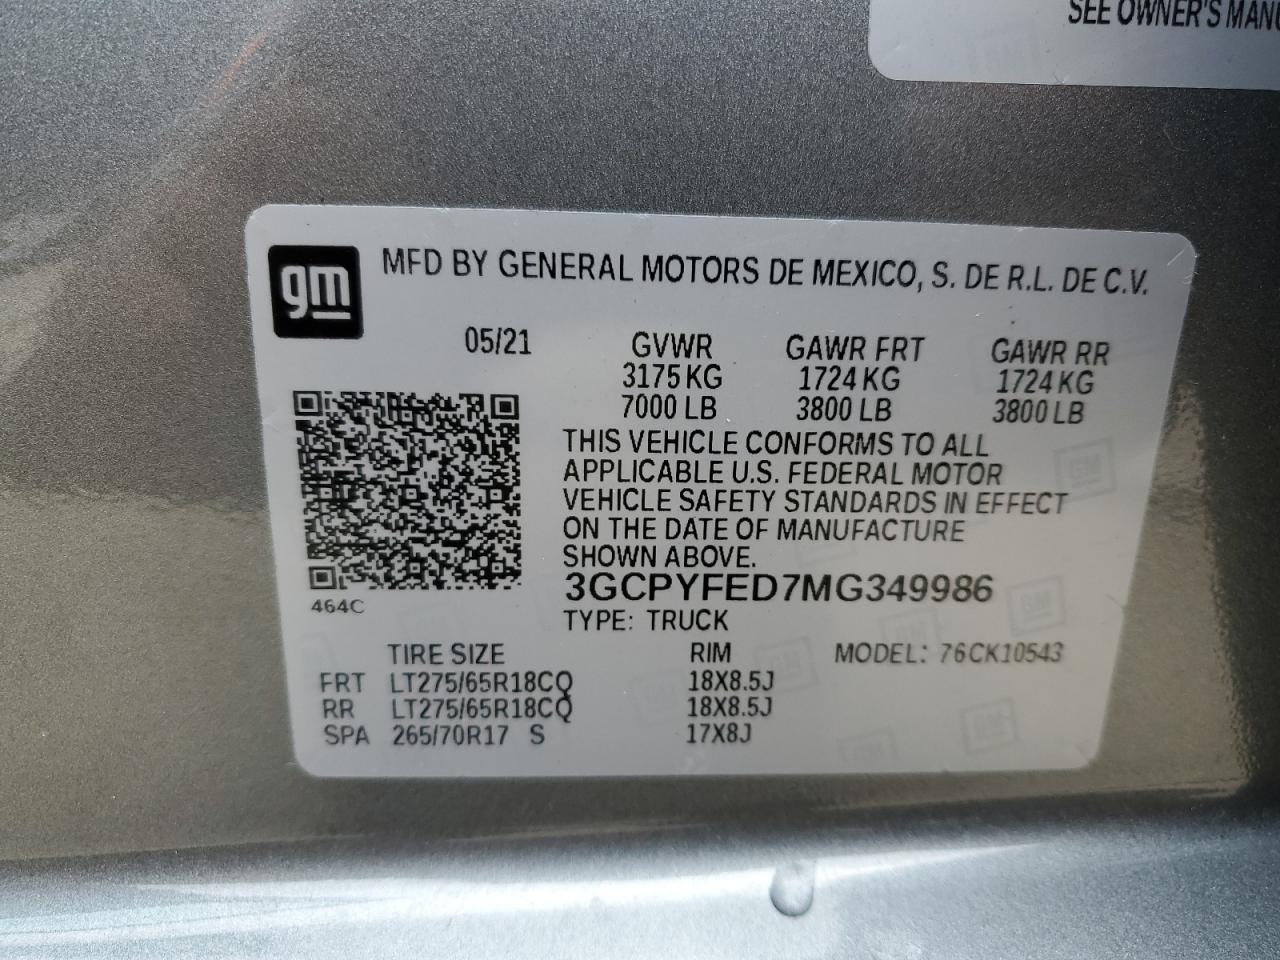 SEE OWNER'S MANU
gm
MFD BY GENERAL MOTORS DE MEXICO, S. DE R.L. DE C.V.
05/21 GVWR GAWR FRT GAWR RR
3175 KG 1724 KG 1724 KG
7000 LB 3800 LB 3800 LB
THIS VEHICLE CONFORMS TO ALL
APPLICABLE U.S. FEDERAL MOTOR
VEHICLE SAFETY STANDARDS IN EFFECT
ON THE DATE OF MANUFACTURE
SHOWN ABOVE.
3GCPYFED7MG349986
464C
TYPE: TRUCK
TIRE SIZE RIM MODEL: 76CK10543
FRT LT275/65R18CQ 18X8.5J
RR LT275/65R18CQ 18X8.5J
SPA 265/70R17 S 17X8J